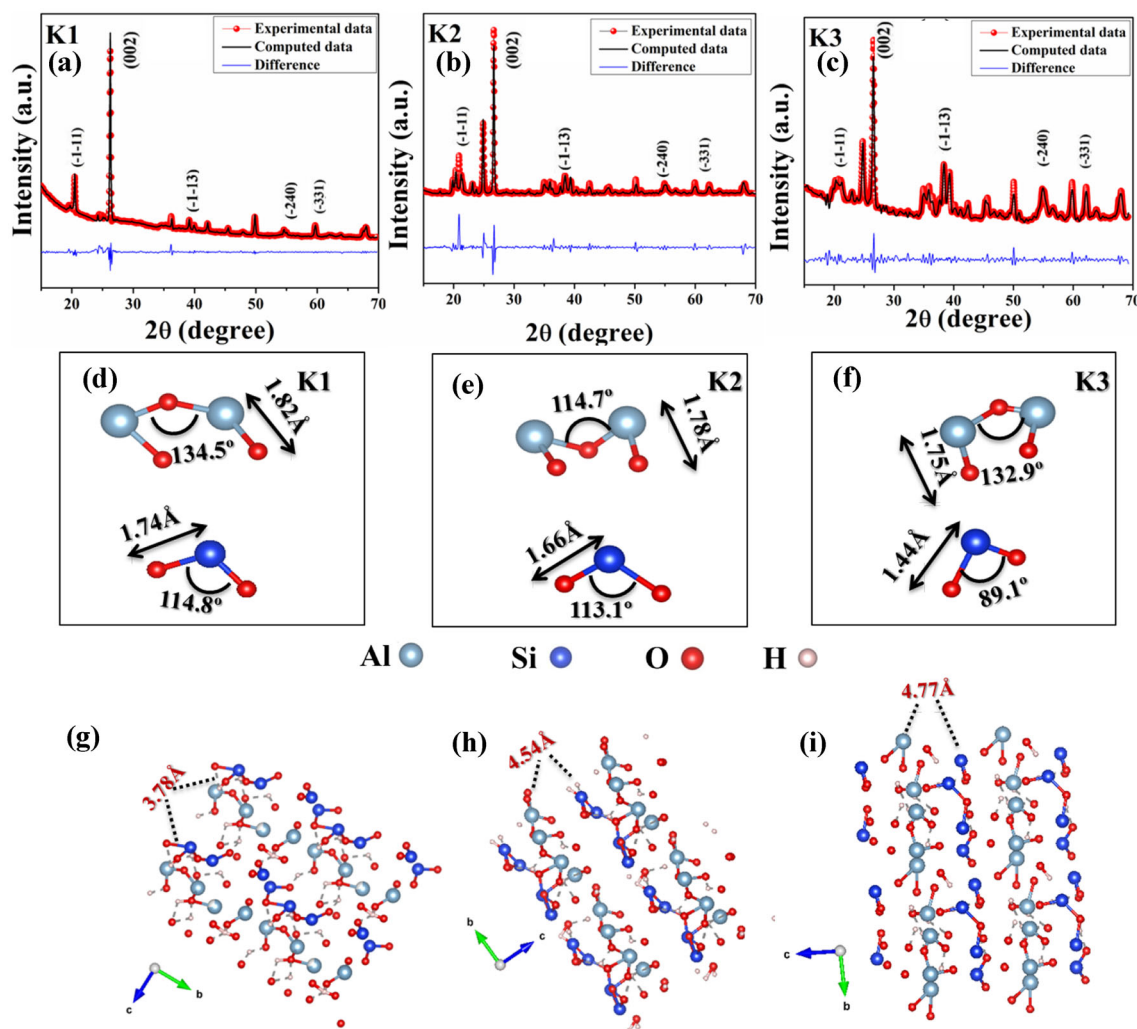 K1
(a)
(002)
(-1-11)
(-1-13)
(-240)
(-331)
Experimental data
Computed data
Difference
Intensity (a.u.)
20 30 40 50 60 70
2θ (degree)
K2
(b)
(002)
(-1-11)
(-1-13)
(-240)
(-331)
Experimental data
Computed data
Difference
Intensity (a.u.)
20 30 40 50 60 70
2θ (degree)
K3
(c)
(002)
(-1-11)
(-1-13)
(-240)
(-331)
Experimental data
Computed data
Difference
Intensity (a.u.)
20 30 40 50 60 70
2θ (degree)
(d)
K1
1.82Å
134.5°
1.74Å
114.8°
(e)
K2
114.7°
1.78Å
1.66Å
113.1°
(f)
K3
1.75Å
132.9°
1.44Å
89.1°
Al Si O H
(g)
3.78Å
c
b
(h)
4.54Å
b
c
(i)
4.77Å
c
b